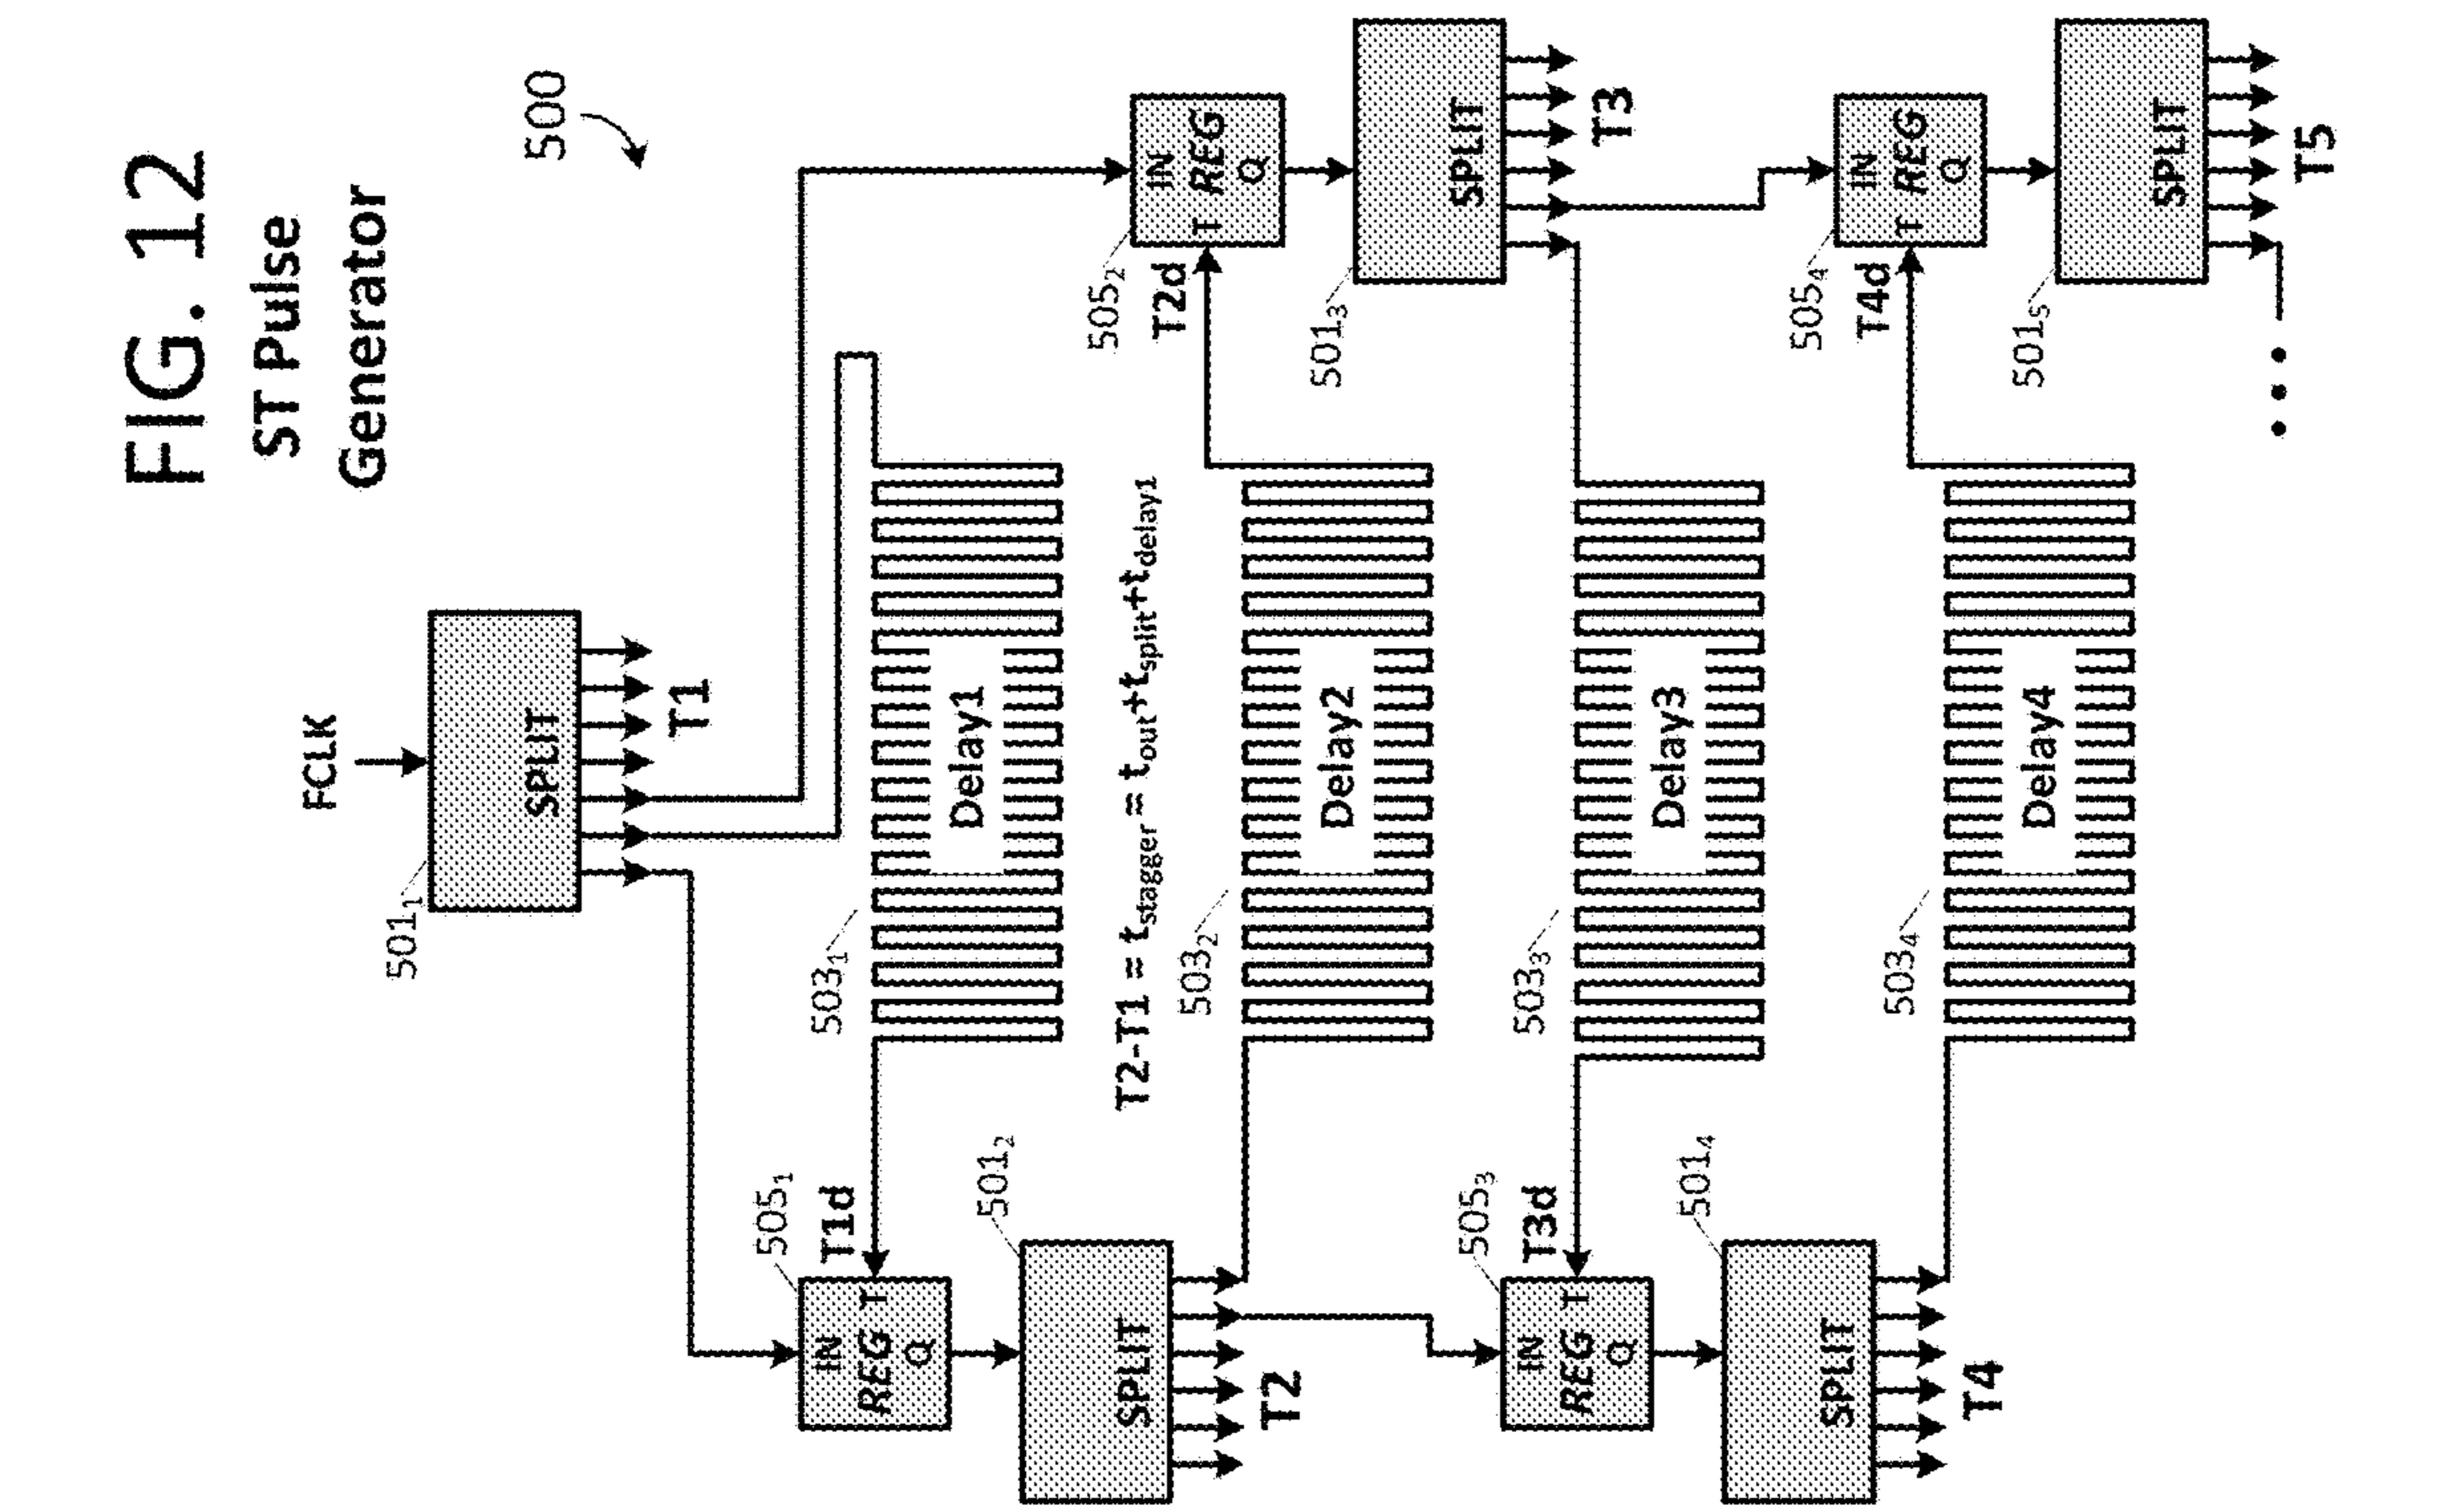 FIG. 12
ST Pulse
Generator
500
FCLK
501₁
SPLIT
T1
505₁
IN
REG T
Q
T1d
503₁
Delay1
501₂
SPLIT
T2
T2-T1 = t_stagger = t_out+t_split+t_delay1
505₂
IN
T REG
Q
T2d
503₂
Delay2
501₃
SPLIT
T3
505₃
IN
REG T
Q
T3d
503₃
Delay3
501₄
SPLIT
T4
505₄
IN
T REG
Q
T4d
503₄
Delay4
501₅
SPLIT
T5
• • •